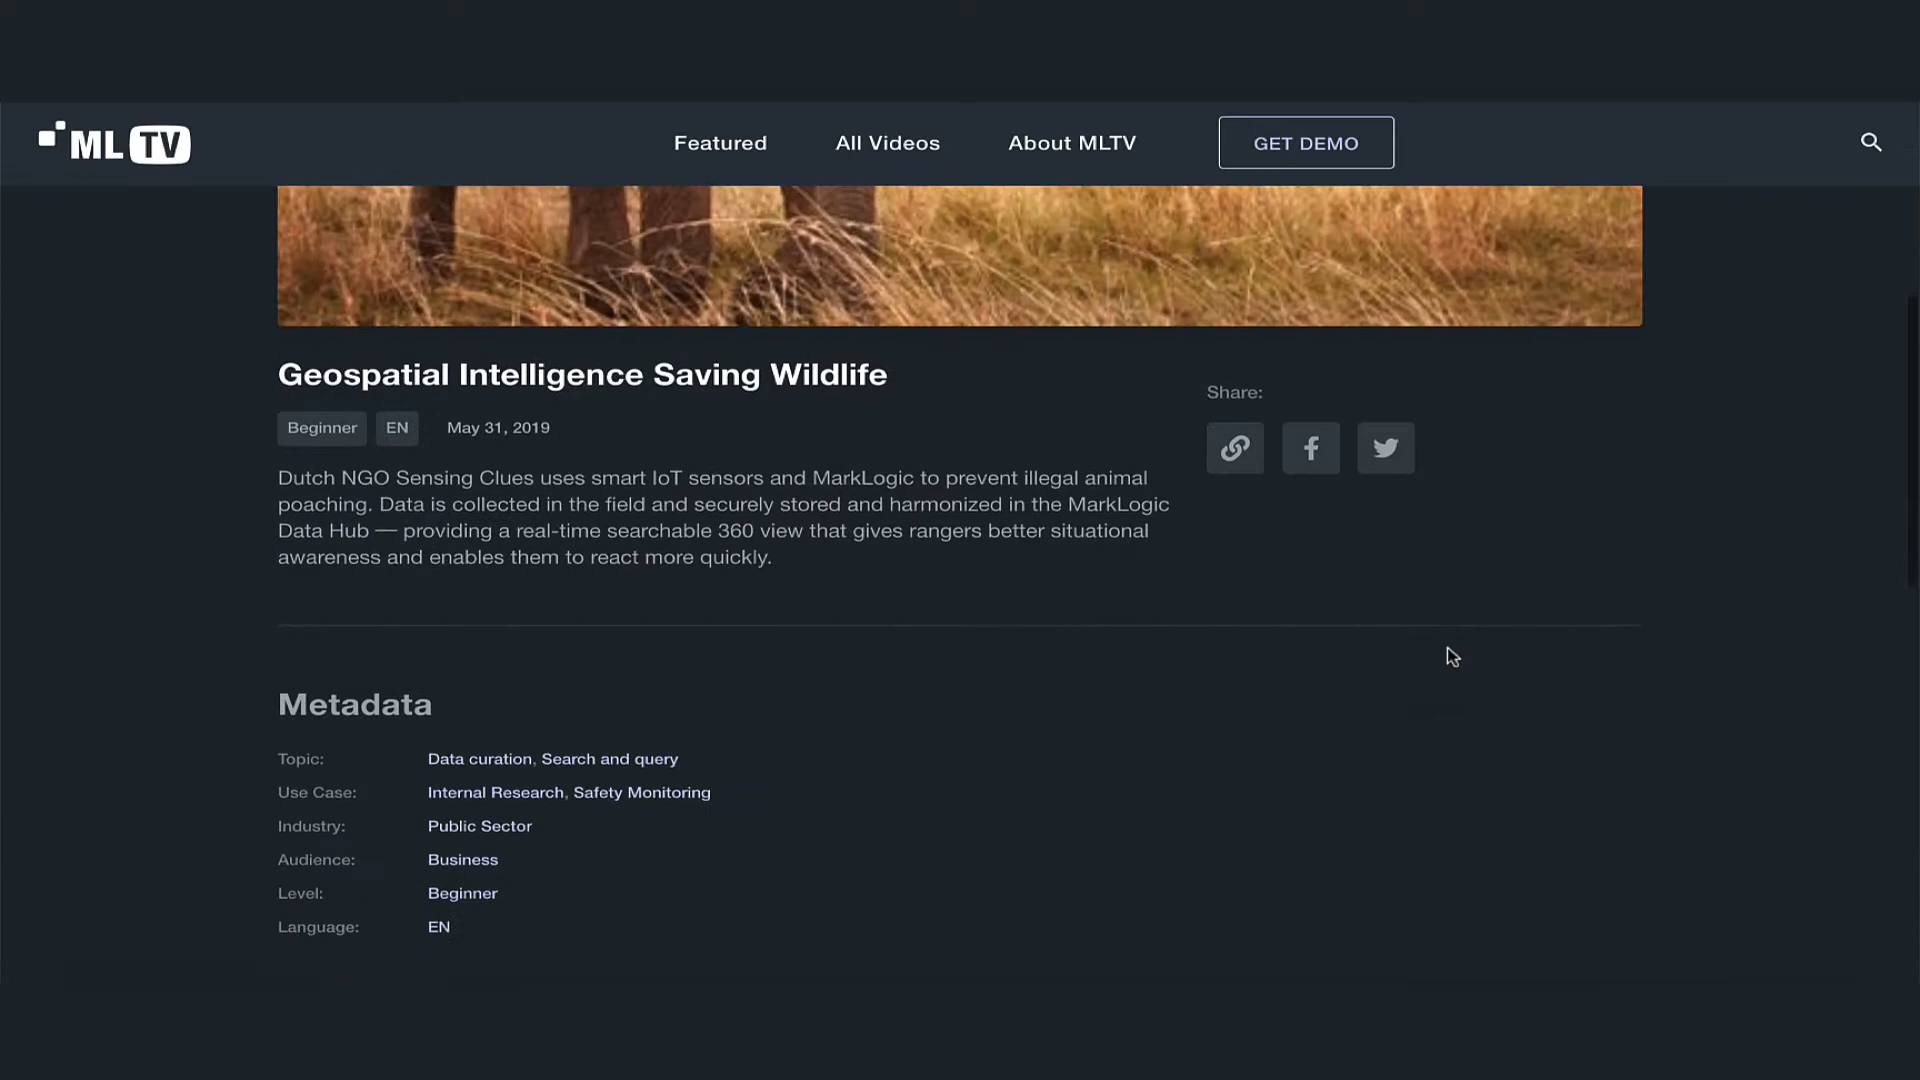 ML TV
Featured
All Videos
About MLTV
GET DEMO
Geospatial Intelligence Saving Wildlife
Share:
Beginner
EN
May 31, 2019
Dutch NGO Sensing Clues uses smart IoT sensors and MarkLogic to prevent illegal animal
poaching. Data is collected in the field and securely stored and harmonized in the MarkLogic
Data Hub — providing a real-time searchable 360 view that gives rangers better situational
awareness and enables them to react more quickly.
Metadata
Topic: Data curation, Search and query
Use Case: Internal Research, Safety Monitoring
Industry: Public Sector
Audience: Business
Level: Beginner
Language: EN